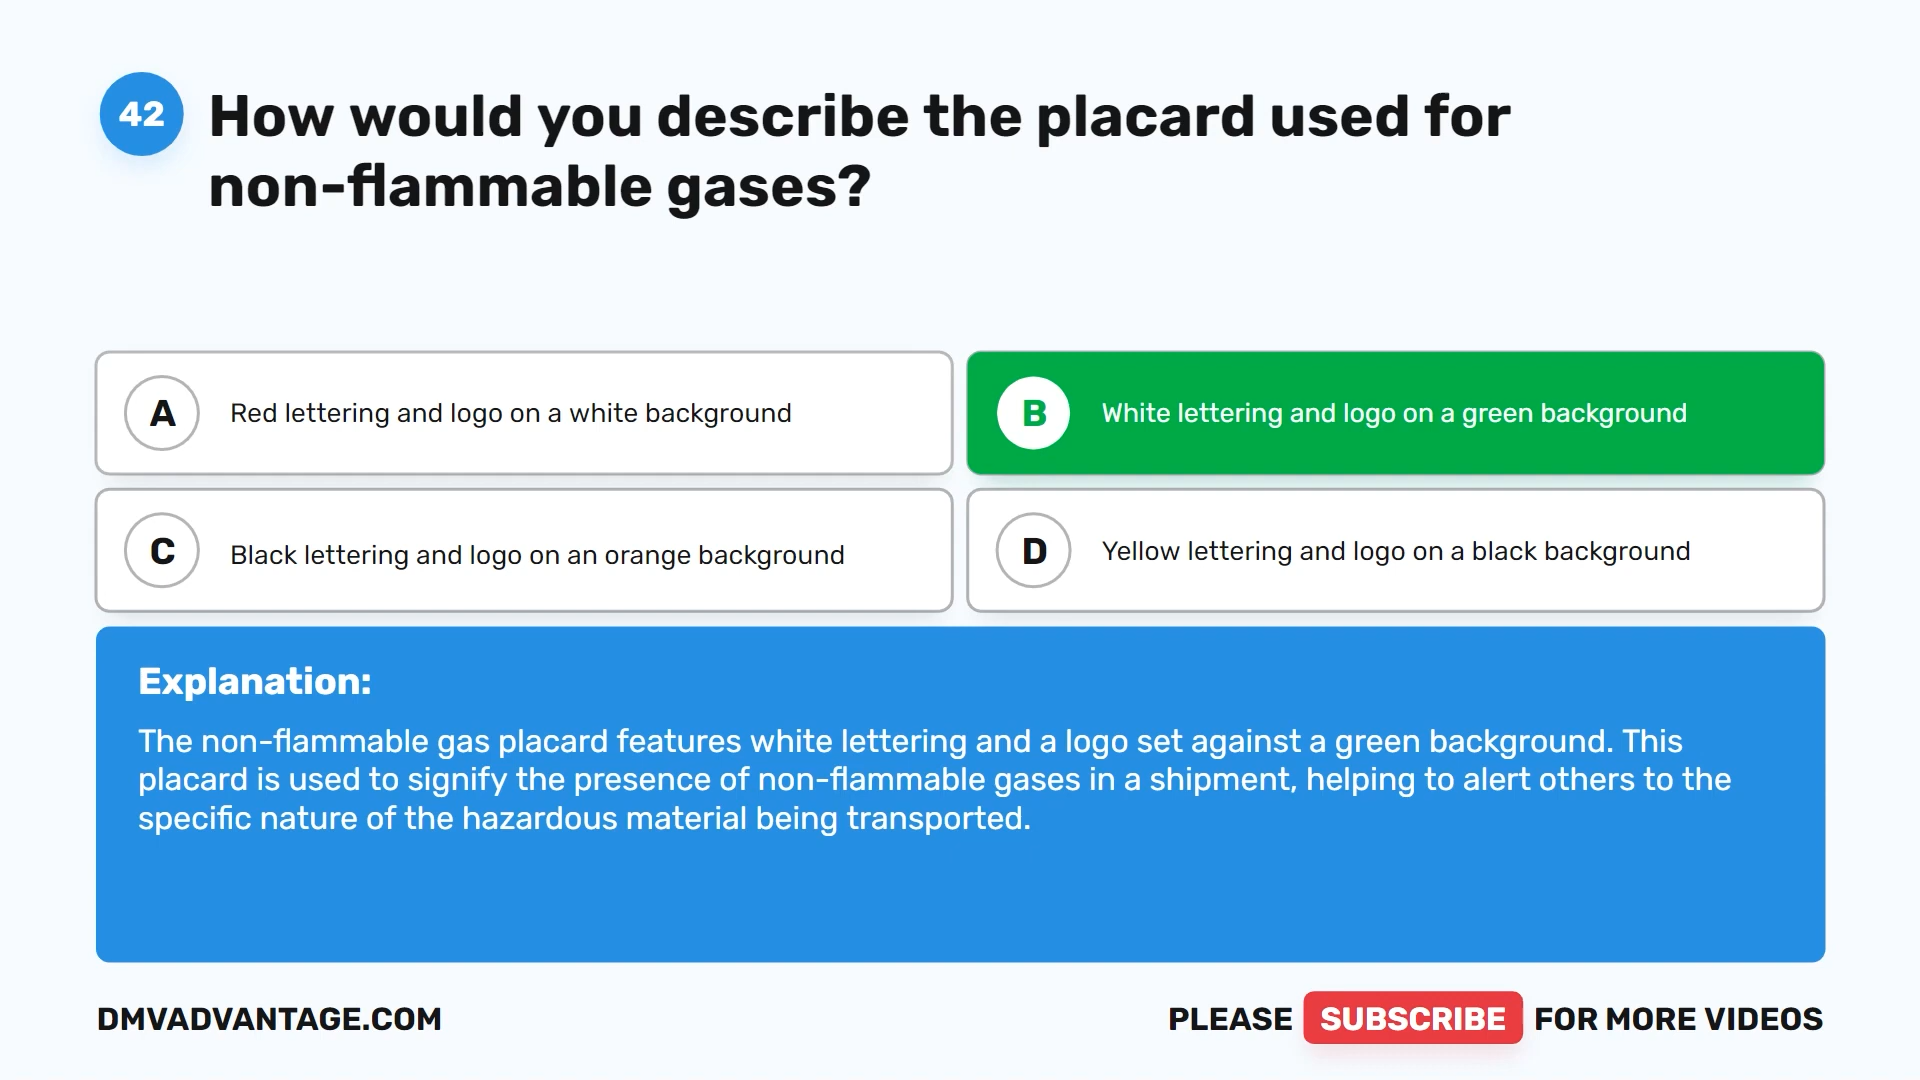 42
How would you describe the placard used for
non-flammable gases?
A
Red lettering and logo on a white background
B
White lettering and logo on a green background
C
Black lettering and logo on an orange background
D
Yellow lettering and logo on a black background
Explanation:
The non-flammable gas placard features white lettering and a logo set against a green background. This
placard is used to signify the presence of non-flammable gases in a shipment, helping to alert others to the
specific nature of the hazardous material being transported.
DMVADVANTAGE.COM
PLEASE SUBSCRIBE FOR MORE VIDEOS